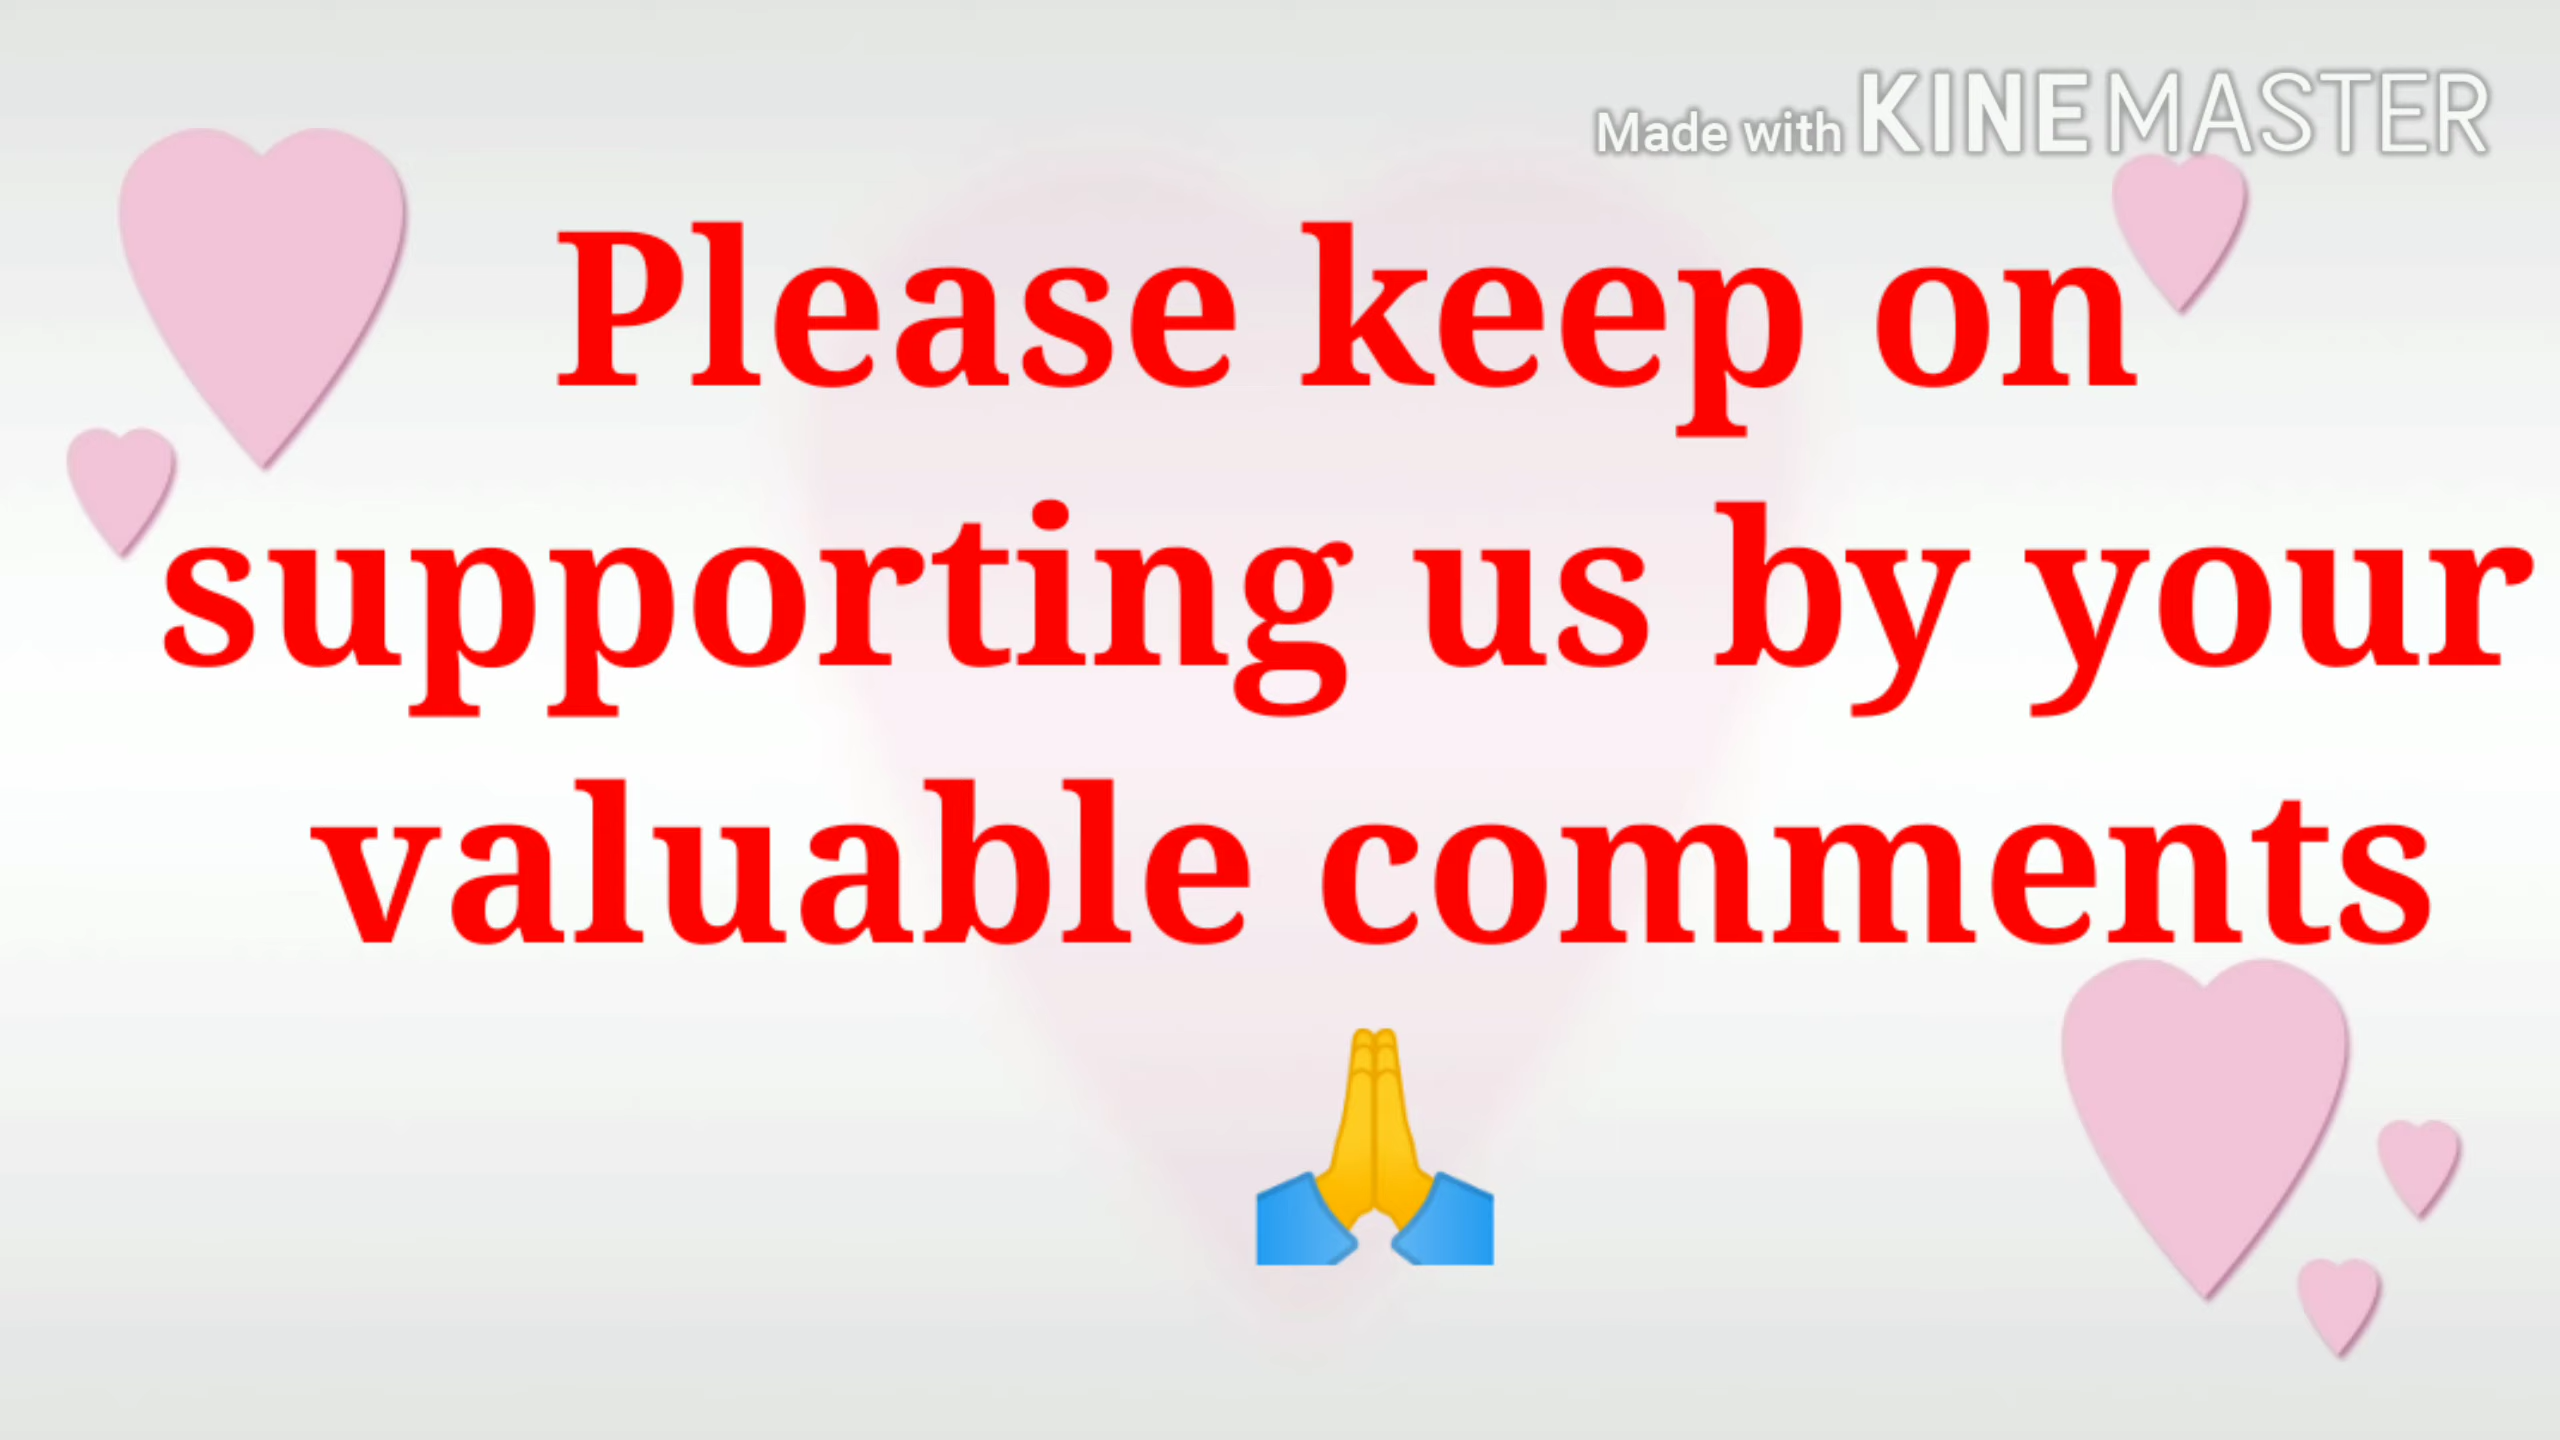 Made with KINEMASTER
Please keep on
supporting us by your
valuable comments
🙏